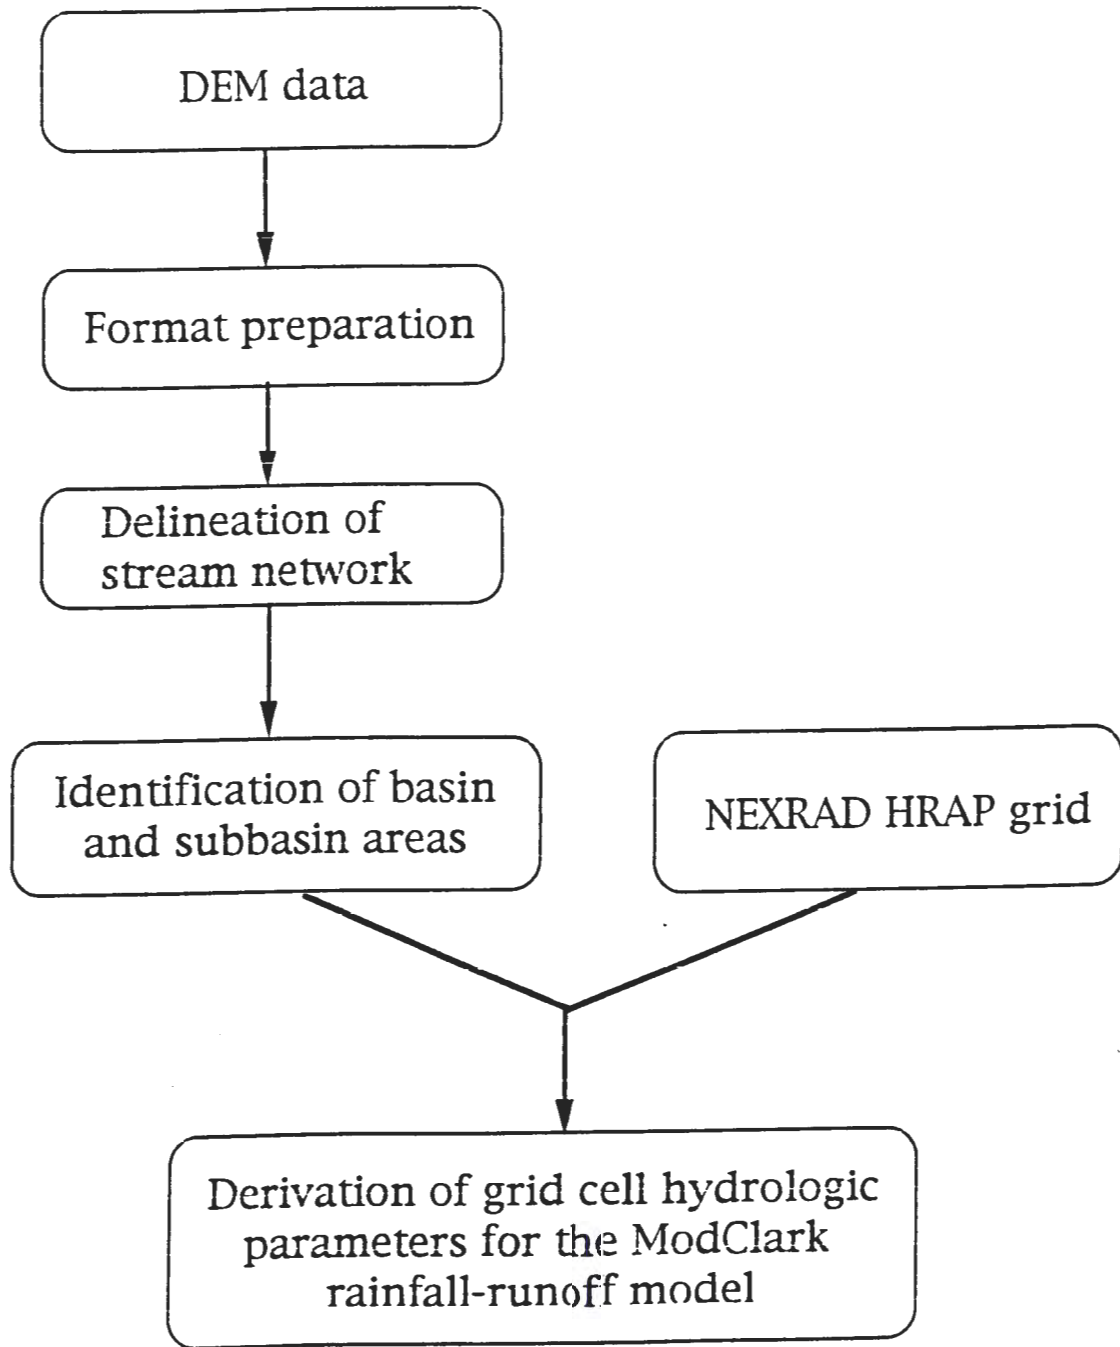 DEM data
Format preparation
Delineation of
stream network
Identification of basin
and subbasin areas
NEXRAD HRAP grid
Derivation of grid cell hydrologic
parameters for the ModClark
rainfall-runoff model